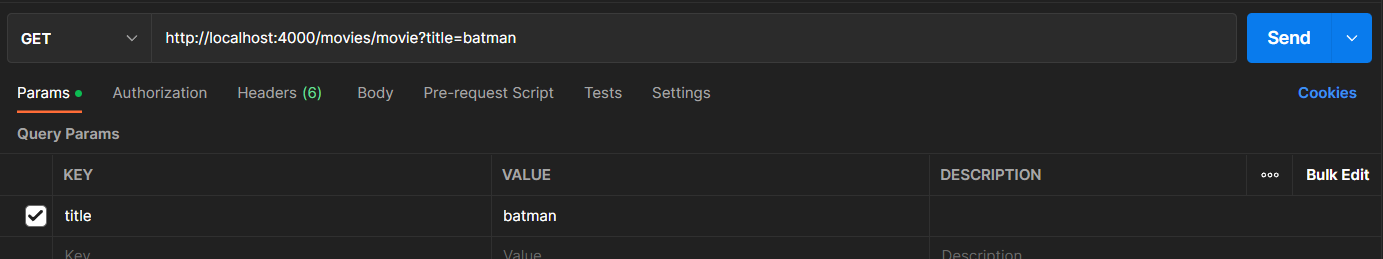 GET http://localhost:4000/movies/movie?title=batman Send
Params Authorization Headers (6) Body Pre-request Script Tests Settings Cookies
Query Params
KEY VALUE DESCRIPTION ooo Bulk Edit
title batman
Key Value Description